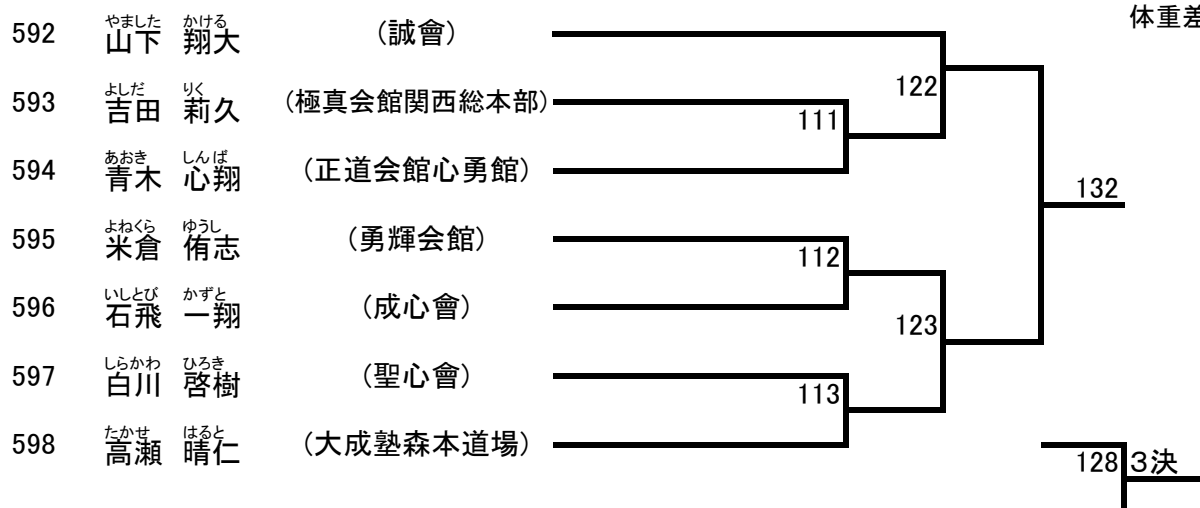 体重差
やました かける
592 山下 翔大 (誠會)
122
よしだ りく
593 吉田 莉久 (極真会館関西総本部)
111
あおき しんば
594 青木 心翔 (正道会館心勇館)
132
よねくら ゆうし
595 米倉 侑志 (勇輝会館)
112
いしとび かずと
596 石飛 一翔 (成心會)
123
しらかわ ひろき
597 白川 啓樹 (聖心會)
113
たかせ はると
598 高瀬 晴仁 (大成塾森本道場)
128 3決